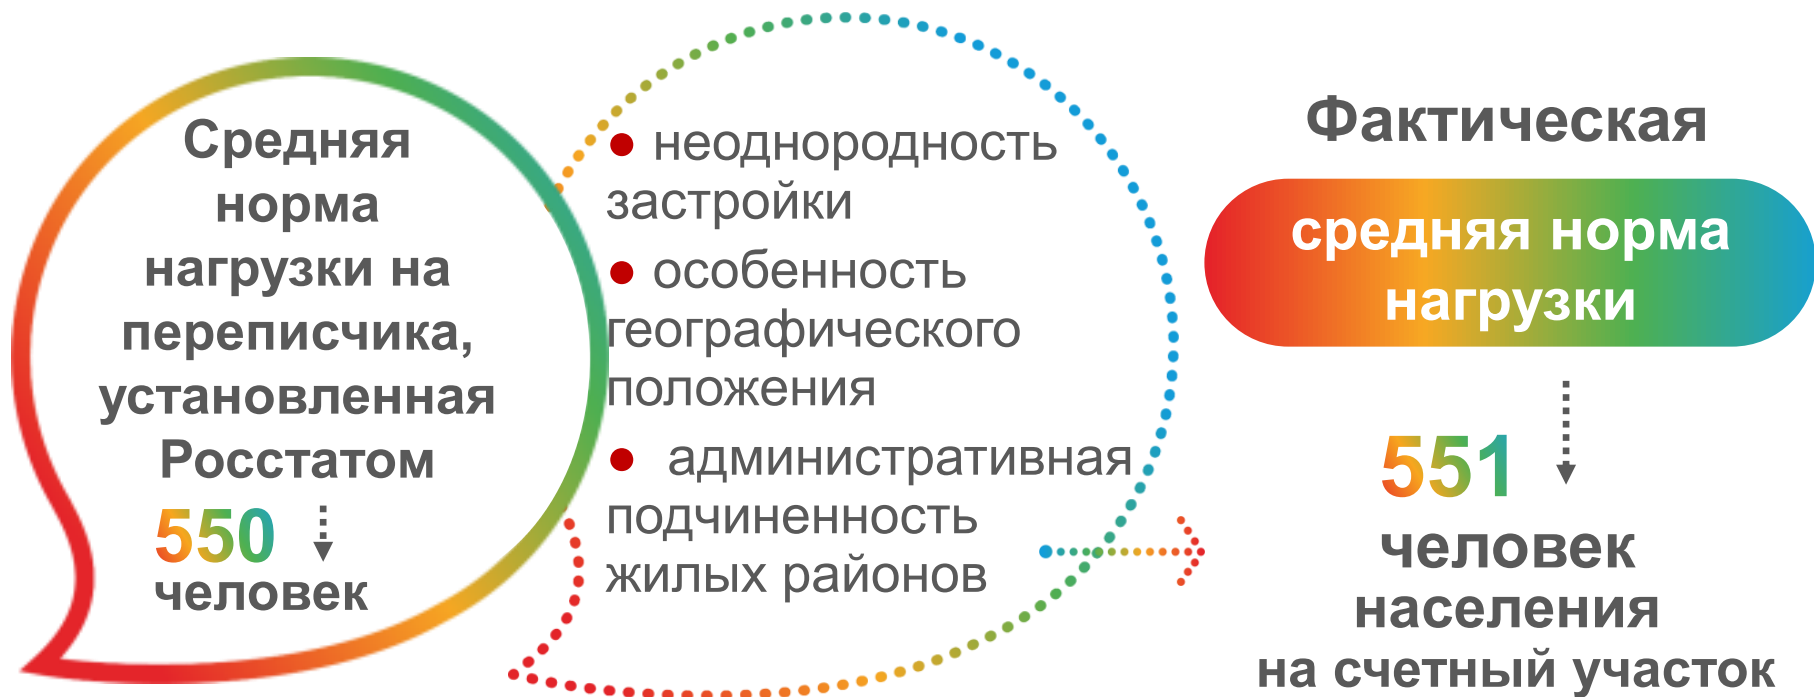 Средняя
норма
нагрузки на
переписчика,
установленная
Росстатом
550
человек
● неоднородность
застройки
● особенность
географического
положения
● административная
подчиненность
жилых районов
Фактическая
средняя норма
нагрузки
551
человек
населения
на счетный участок